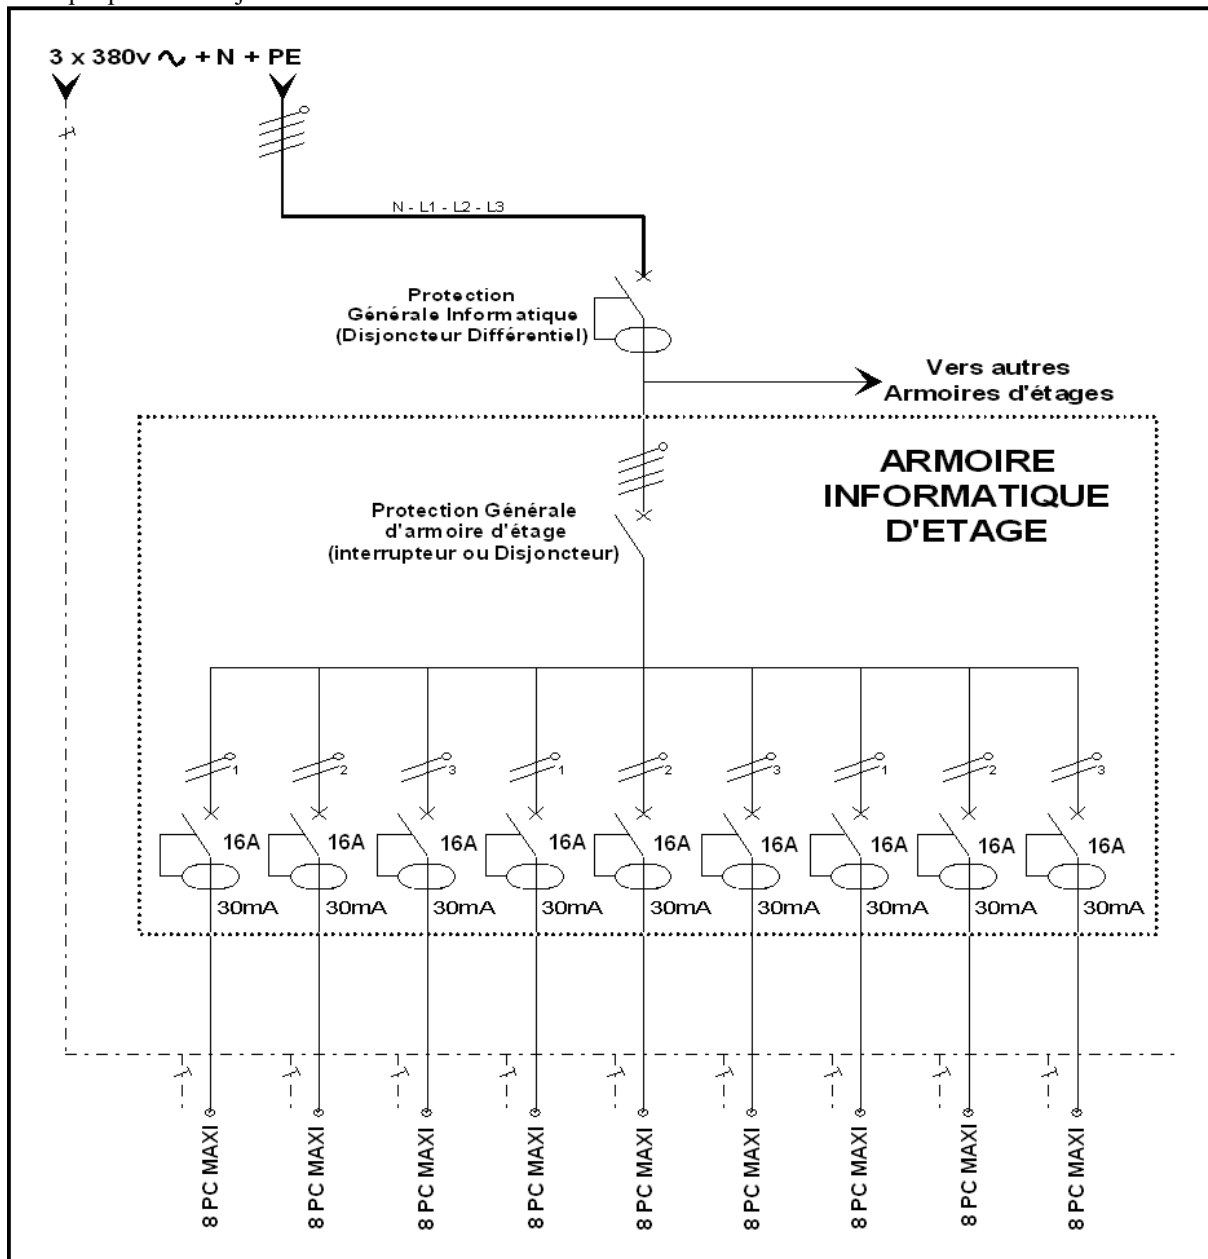 3 x 380v ∿ + N + PE
N - L1 - L2 - L3
Protection
Générale Informatique
(Disjoncteur Différentiel)
Vers autres
Armoires d'étages
ARMOIRE
INFORMATIQUE
D'ETAGE
Protection Générale
d'armoire d'étage
(interrupteur ou Disjoncteur)
1 2 3 1 2 3 1 2 3
16A 16A 16A 16A 16A 16A 16A 16A 16A
30mA 30mA 30mA 30mA 30mA 30mA 30mA 30mA 30mA
8 PC MAXI
8 PC MAXI
8 PC MAXI
8 PC MAXI
8 PC MAXI
8 PC MAXI
8 PC MAXI
8 PC MAXI
8 PC MAXI